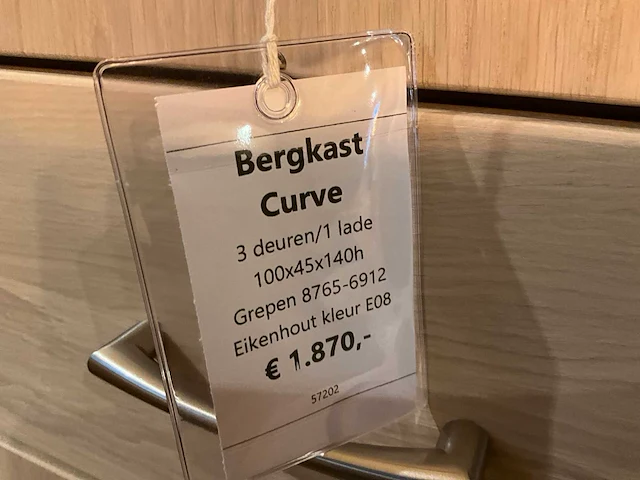 Bergkast
Curve
3 deuren/1 lade
100x45x140h
Grepen 8765-6912
Eikenhout kleur E08
€ 1.870,-
57202